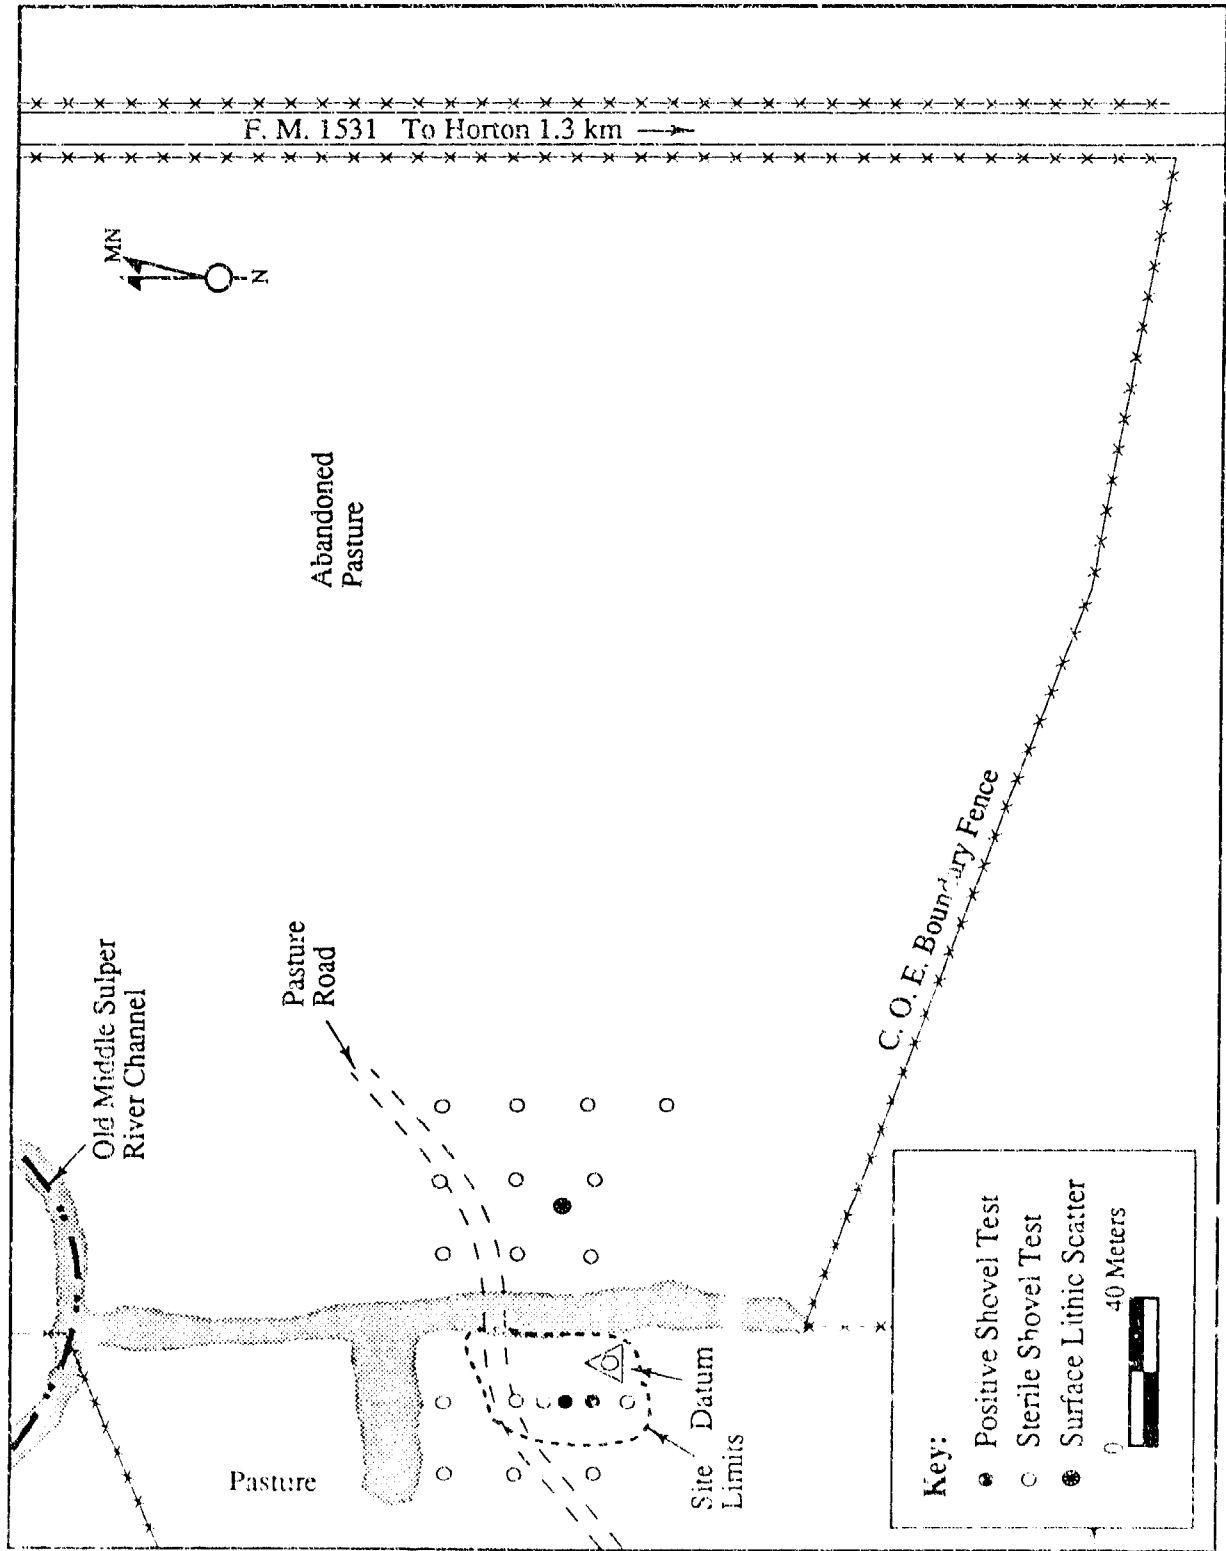 F. M. 1531 To Horton 1.3 km
MN
N
Abandoned
Pasture
Old Middle Sulper
River Channel
Pasture
Road
C. O. E. Boundary Fence
Pasture
Site
Limits
Datum
Key:
Positive Shovel Test
Sterile Shovel Test
Surface Lithic Scatter
0
40 Meters